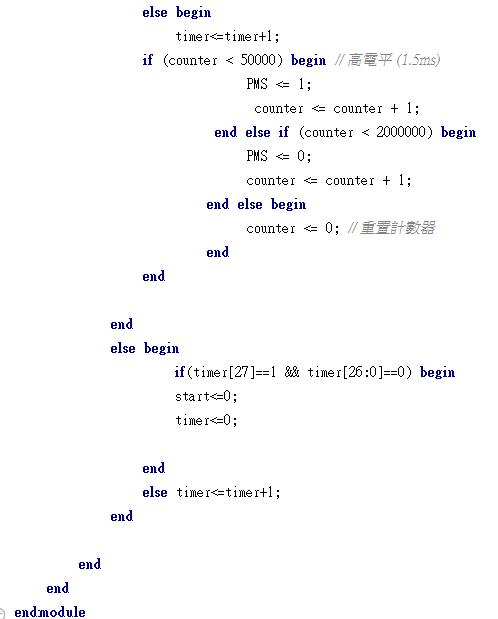 else begin
timer<=timer+1;
if (counter < 50000) begin // 高電平 (1.5ms)
PMS <= 1;
counter <= counter + 1;
end else if (counter < 2000000) begin
PMS <= 0;
counter <= counter + 1;
end else begin
counter <= 0; // 重置計數器
end
end
end
else begin
if(timer[27]==1 && timer[26:0]==0) begin
start<=0;
timer<=0;
end
else timer<=timer+1;
end
end
end
endmodule